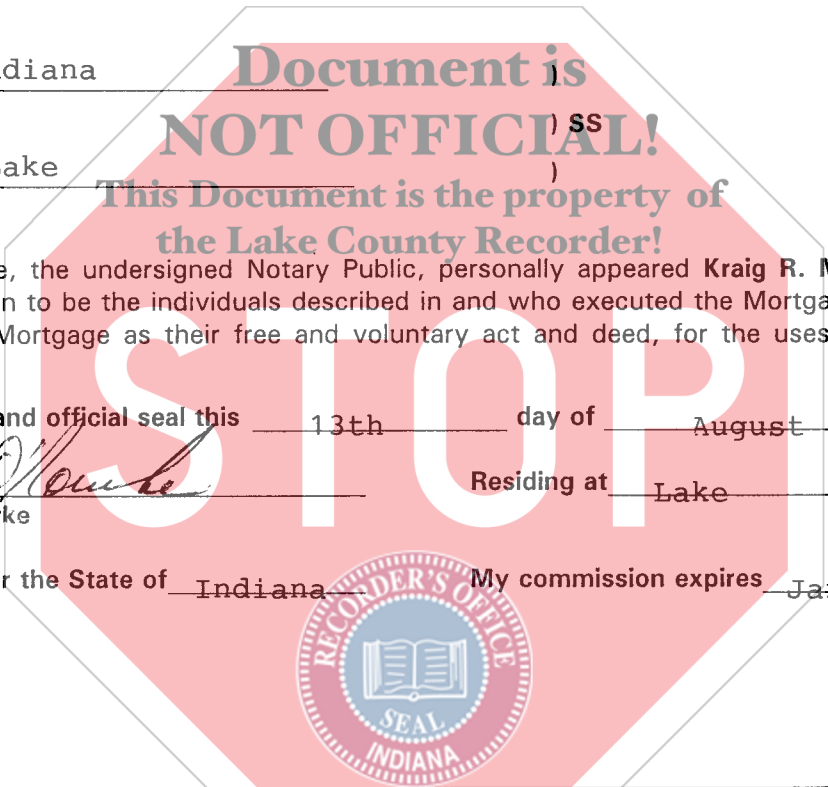 Document is
diana )
NOT OFFICIAL!
) SS
ake )
This Document is the property of
the Lake County Recorder!
e, the undersigned Notary Public, personally appeared Kraig R. M
n to be the individuals described in and who executed the Mortga
Mortgage as their free and voluntary act and deed, for the uses
STOP
and official seal this 13th day of August
Residing at Lake
ke
r the State of Indiana My commission expires Ja
RECORDER'S OFFICE
SEAL
INDIANA